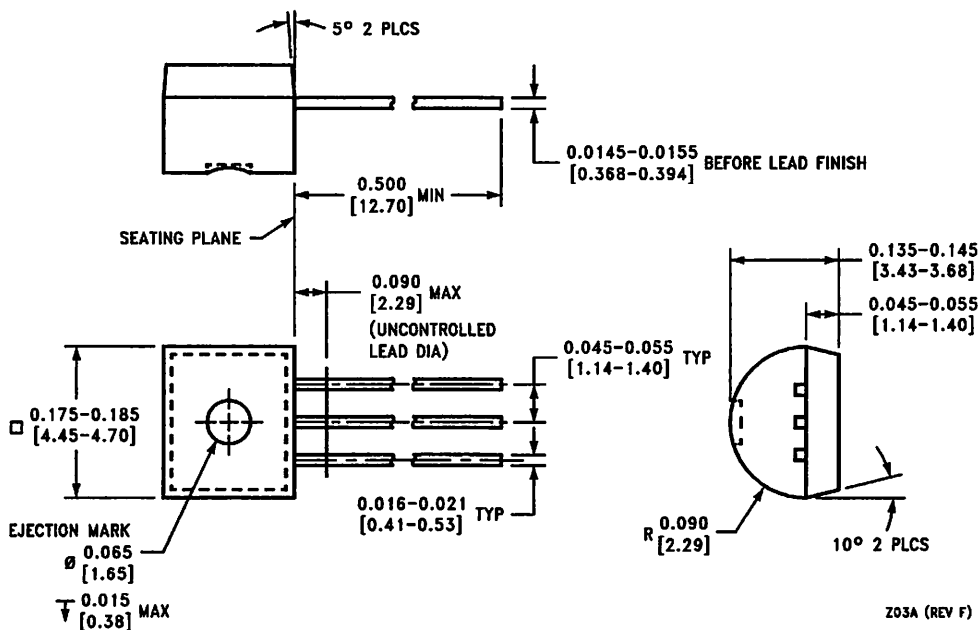 5° 2 PLCS
0.0145-0.0155
[0.368-0.394]
BEFORE LEAD FINISH
0.500
[12.70]
MIN
SEATING PLANE
0.090
[2.29]
MAX
(UNCONTROLLED
LEAD DIA)
0.045-0.055
[1.14-1.40]
TYP
0.175-0.185
[4.45-4.70]
0.016-0.021
[0.41-0.53]
TYP
EJECTION MARK
Ø 0.065
[1.65]
0.015
[0.38]
MAX
0.135-0.145
[3.43-3.68]
0.045-0.055
[1.14-1.40]
R 0.090
[2.29]
10° 2 PLCS
Z03A (REV F)